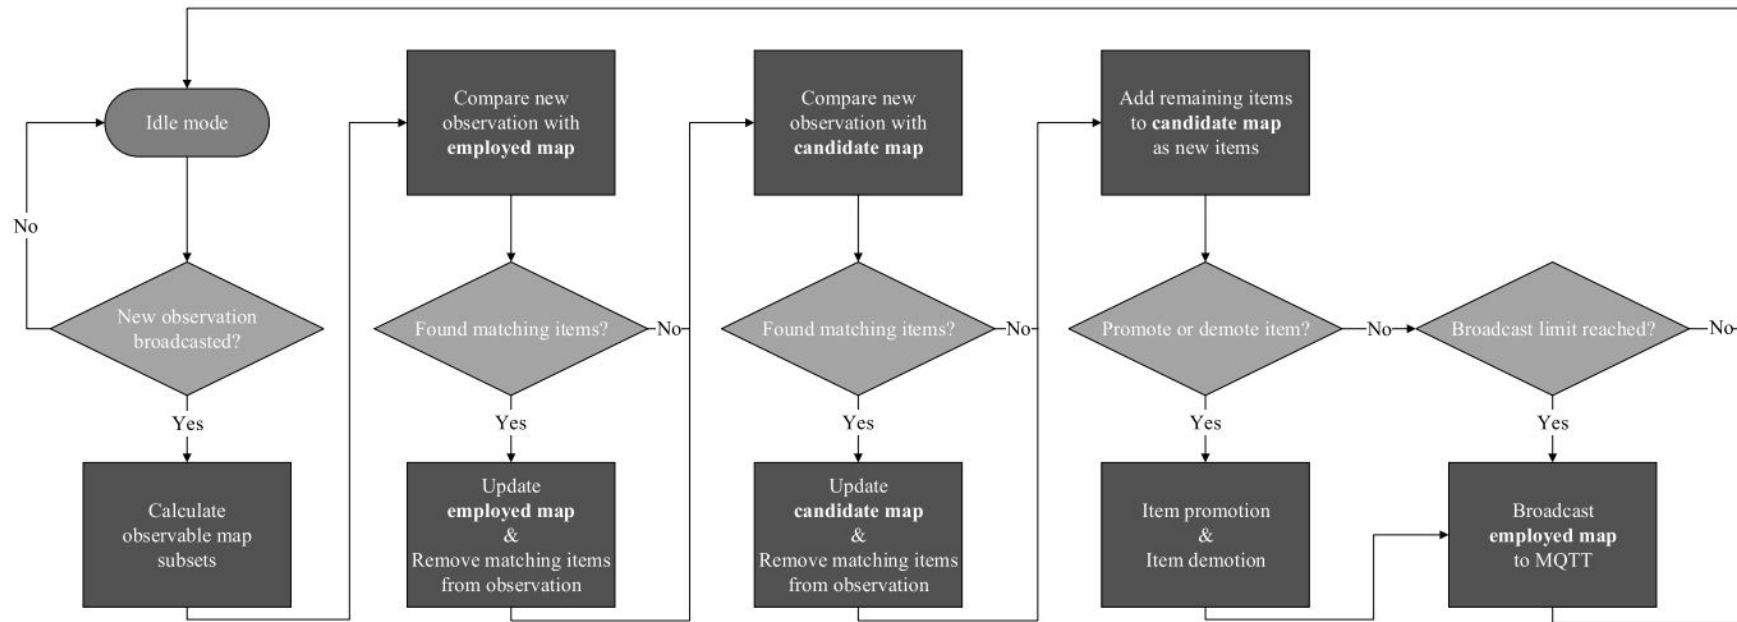 Idle mode
No
New observation
broadcasted?
Yes
Calculate
observable map
subsets
Compare new
observation with
employed map
Found matching items?
No
Yes
Update
employed map
&
Remove matching items
from observation
Compare new
observation with
candidate map
Found matching items?
No
Yes
Update
candidate map
&
Remove matching items
from observation
Add remaining items
to candidate map
as new items
Promote or demote item?
No
Yes
Item promotion
&
Item demotion
Broadcast limit reached?
No
Yes
Broadcast
employed map
to MQTT